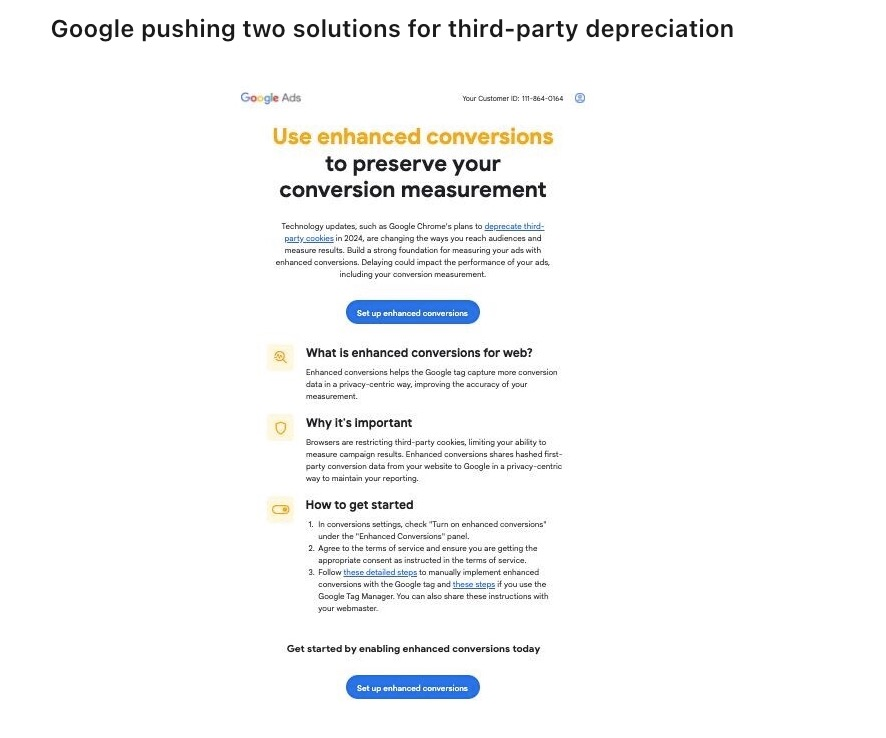 Google pushing two solutions for third-party depreciation
Google Ads
Your Customer ID: 111-864-0164
Use enhanced conversions
to preserve your
conversion measurement
Technology updates, such as Google Chrome's plans to deprecate third-
party cookies in 2024, are changing the ways you reach audiences and
measure results. Build a strong foundation for measuring your ads with
enhanced conversions. Delaying could impact the performance of your ads,
including your conversion measurement.
Set up enhanced conversions
What is enhanced conversions for web?
Enhanced conversions helps the Google tag capture more conversion
data in a privacy-centric way, improving the accuracy of your
measurement.
Why it's important
Browsers are restricting third-party cookies, limiting your ability to
measure campaign results. Enhanced conversions shares hashed first-
party conversion data from your website to Google in a privacy-centric
way to maintain your reporting.
How to get started
1. In conversions settings, check "Turn on enhanced conversions"
under the "Enhanced Conversions" panel.
2. Agree to the terms of service and ensure you are getting the
appropriate consent as instructed in the terms of service.
3. Follow these detailed steps to manually implement enhanced
conversions with the Google tag and these steps if you use the
Google Tag Manager. You can also share these instructions with
your webmaster.
Get started by enabling enhanced conversions today
Set up enhanced conversions